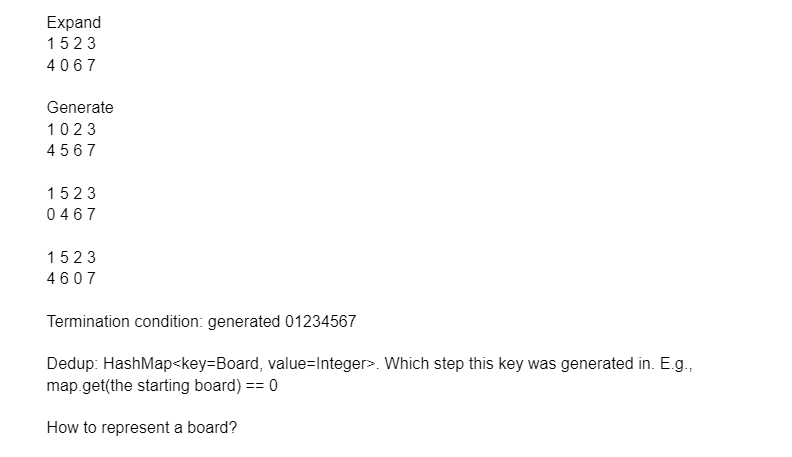 Expand
1 5 2 3
4 0 6 7
Generate
1 0 2 3
4 5 6 7
1 5 2 3
0 4 6 7
1 5 2 3
4 6 0 7
Termination condition: generated 01234567
Dedup: HashMap<key=Board, value=Integer>. Which step this key was generated in. E.g.,
map.get(the starting board) == 0
How to represent a board?